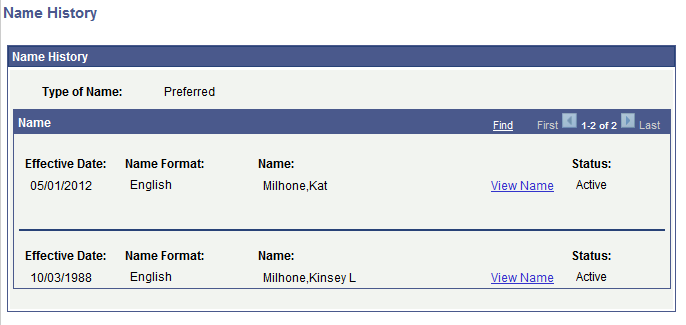 Name History
Name History
Type of Name: Preferred
Name Find First 1-2 of 2 Last
Effective Date: Name Format: Name: Status:
05/01/2012 English Milhone,Kat View Name Active
Effective Date: Name Format: Name: Status:
10/03/1988 English Milhone,Kinsey L View Name Active